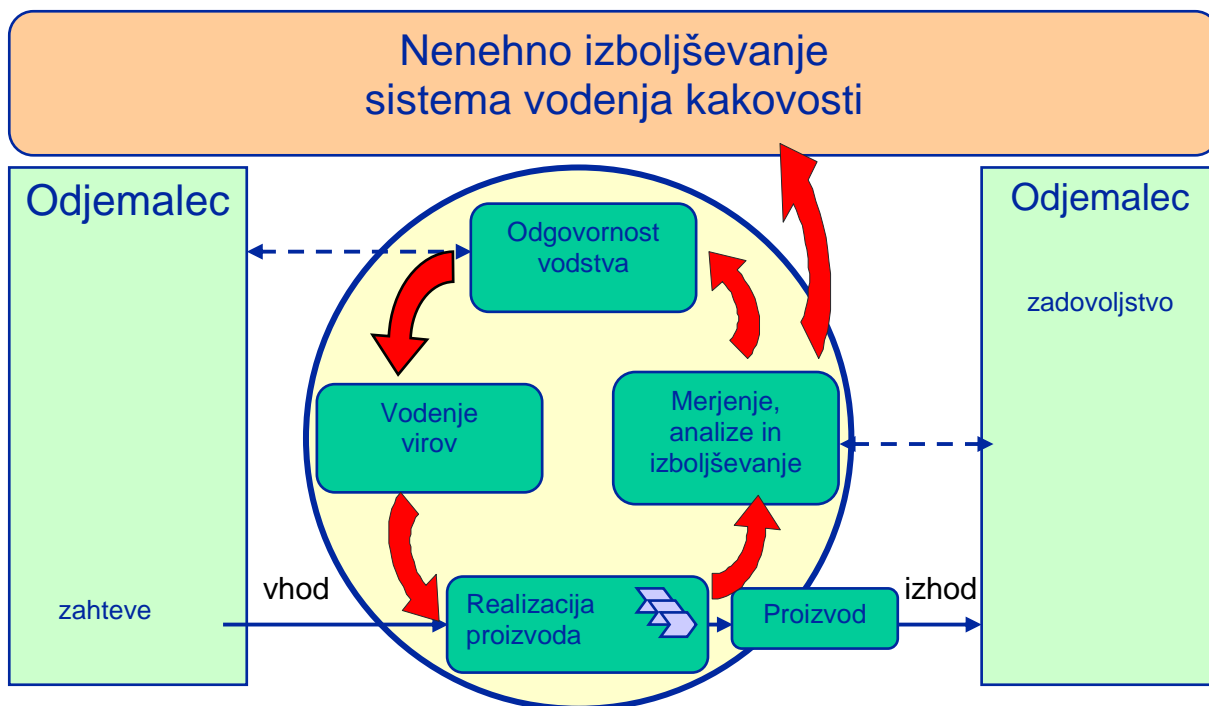 Nenehno izboljševanje
sistema vodenja kakovosti
Odjemalec
Odjemalec
Odgovornost
vodstva
zadovoljstvo
Vodenje
virov
Merjenje,
analize in
izboljševanje
zahteve
vhod
Realizacija
proizvoda
Proizvod
izhod